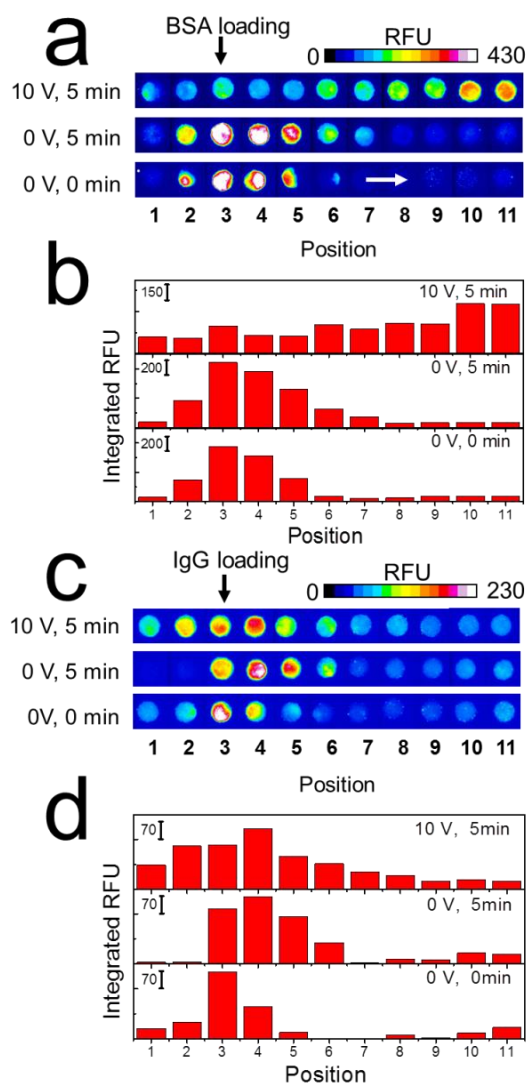 a
BSA loading
RFU
0 430
10 V, 5 min
0 V, 5 min
0 V, 0 min
1 2 3 4 5 6 7 8 9 10 11
Position
b
Integrated RFU
150
10 V, 5 min
200
0 V, 5 min
200
0 V, 0 min
1 2 3 4 5 6 7 8 9 10 11
Position
c
IgG loading
RFU
0 230
10 V, 5 min
0 V, 5 min
0V, 0 min
1 2 3 4 5 6 7 8 9 10 11
Position
d
Integrated RFU
70
10 V, 5min
70
0 V, 5min
70
0 V, 0min
1 2 3 4 5 6 7 8 9 10 11
Position